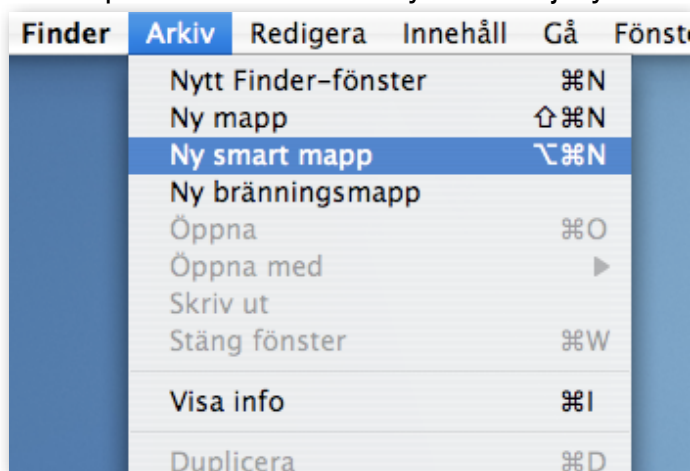 Finder Arkiv Redigera Innehåll Gå
Nytt Finder-fönster ⌘N
Ny mapp ⇧⌘N
Ny smart mapp ⌥⌘N
Ny bränningsmapp
Öppna ⌘O
Öppna med ▶
Skriv ut
Stäng fönster ⌘W
Visa info ⌘I
Duplicera ⌘D